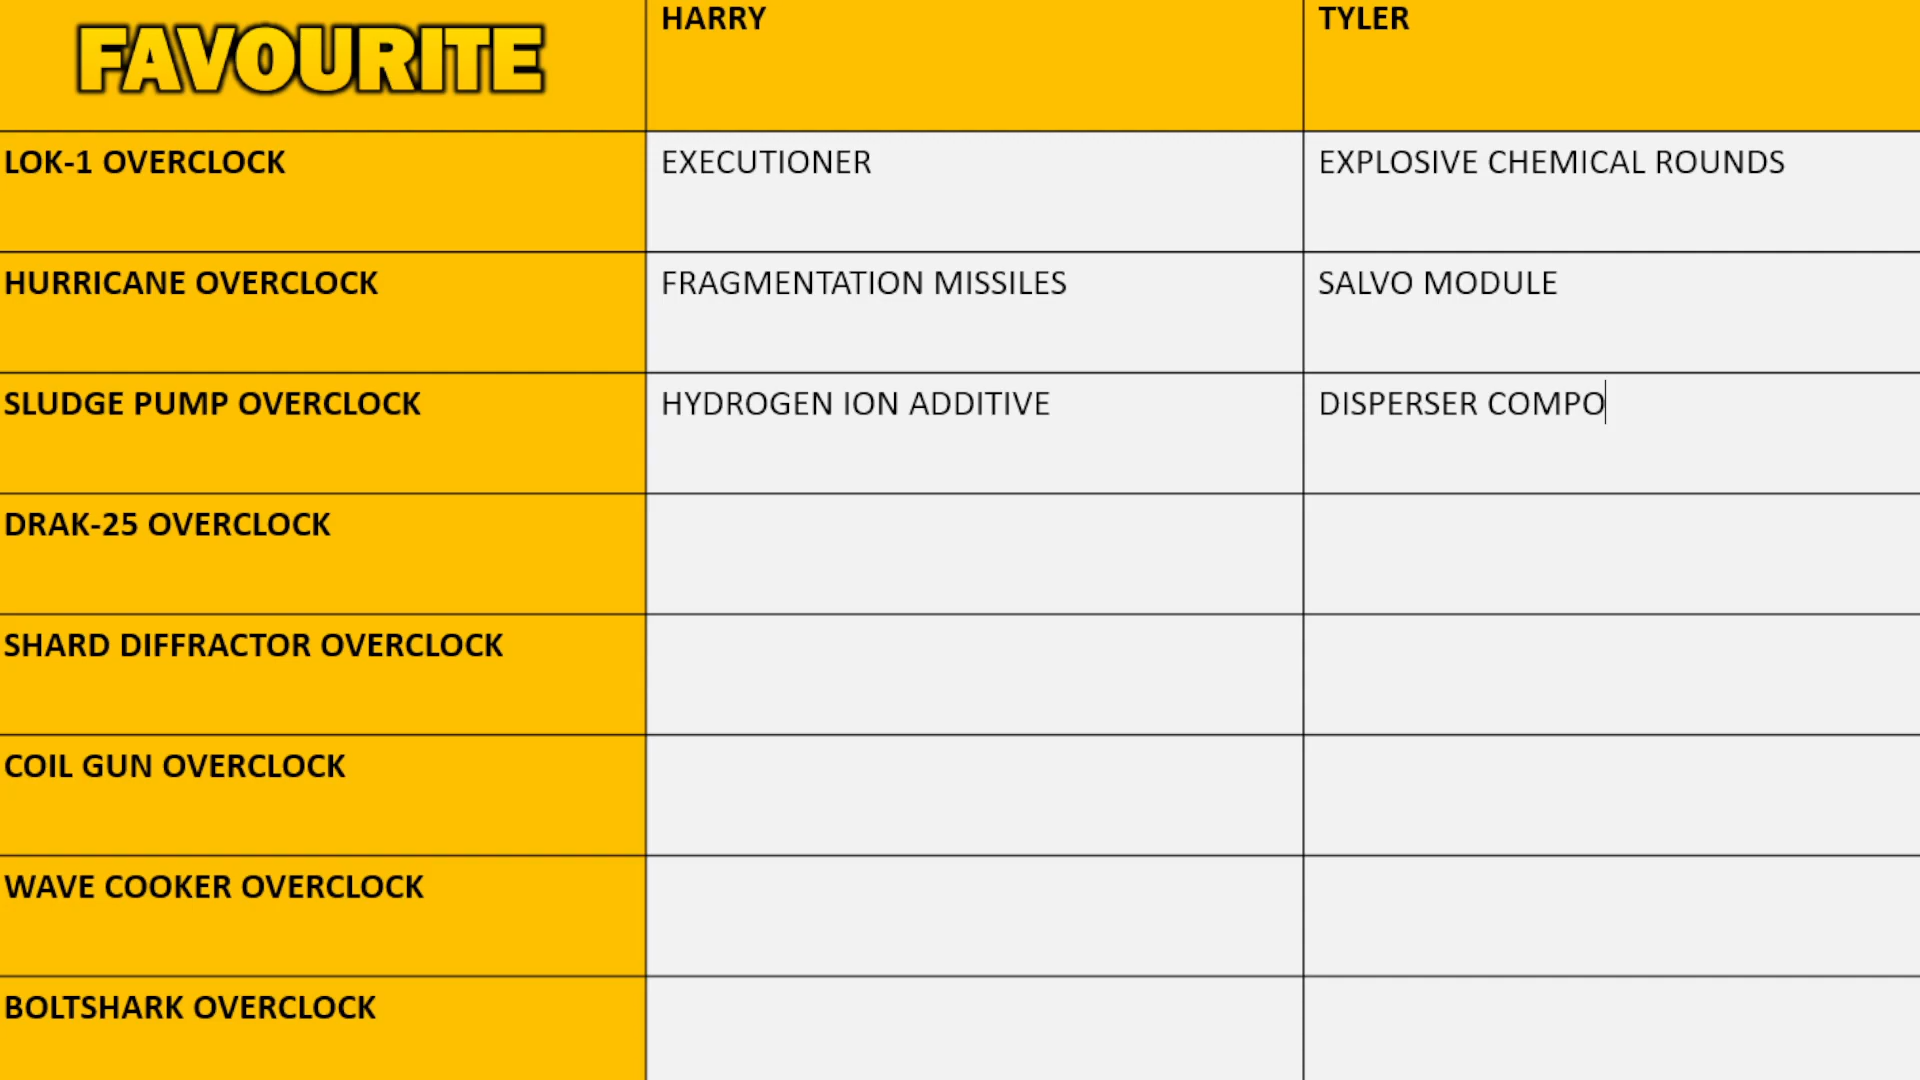 FAVOURITE
HARRY
TYLER
LOK-1 OVERCLOCK
EXECUTIONER
EXPLOSIVE CHEMICAL ROUNDS
HURRICANE OVERCLOCK
FRAGMENTATION MISSILES
SALVO MODULE
SLUDGE PUMP OVERCLOCK
HYDROGEN ION ADDITIVE
DISPERSER COMPO
DRAK-25 OVERCLOCK
SHARD DIFFRACTOR OVERCLOCK
COIL GUN OVERCLOCK
WAVE COOKER OVERCLOCK
BOLTSHARK OVERCLOCK